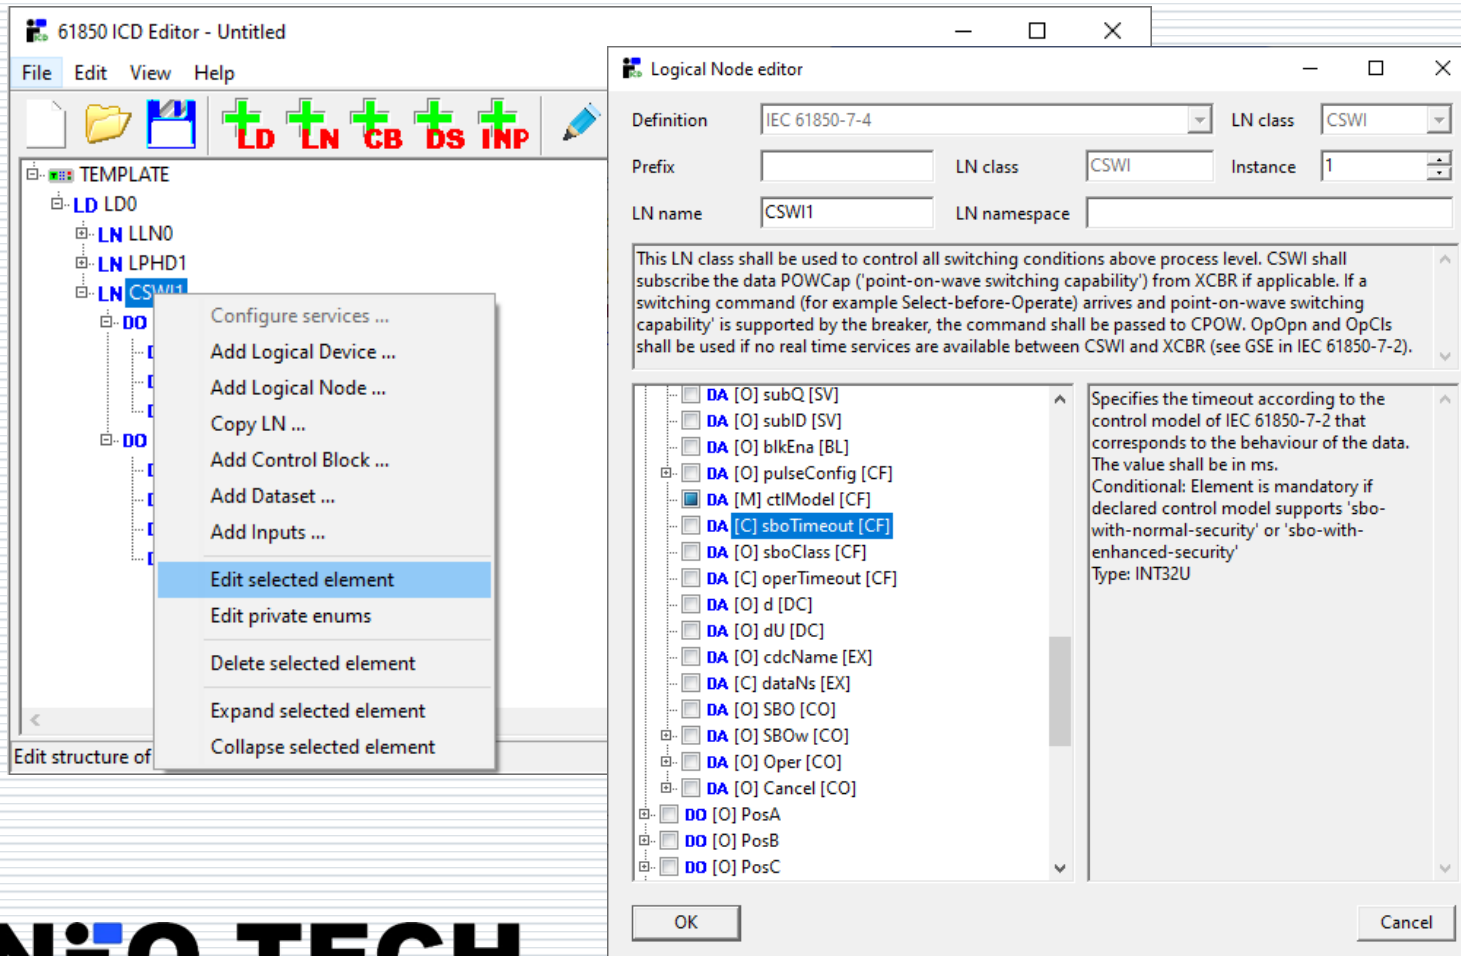 61850 ICD Editor - Untitled
File Edit View Help
LD LN CB DS INP
TEMPLATE
LD LD0
LN LLN0
LN LPHD1
LN CSWI1
DO
DO
Configure services ...
Add Logical Device ...
Add Logical Node ...
Copy LN ...
Add Control Block ...
Add Dataset ...
Add Inputs ...
Edit selected element
Edit private enums
Delete selected element
Expand selected element
Collapse selected element
Edit structure of
Logical Node editor
Definition IEC 61850-7-4 LN class CSWI
Prefix LN class CSWI Instance 1
LN name CSWI1 LN namespace
This LN class shall be used to control all switching conditions above process level. CSWI shall
subscribe the data POWCap ('point-on-wave switching capability') from XCBR if applicable. If a
switching command (for example Select-before-Operate) arrives and point-on-wave switching
capability' is supported by the breaker, the command shall be passed to CPOW. OpOpn and OpCls
shall be used if no real time services are available between CSWI and XCBR (see GSE in IEC 61850-7-2).
DA [O] subQ [SV]
DA [O] subID [SV]
DA [O] blkEna [BL]
DA [O] pulseConfig [CF]
DA [M] ctlModel [CF]
DA [C] sboTimeout [CF]
DA [O] sboClass [CF]
DA [C] operTimeout [CF]
DA [O] d [DC]
DA [O] dU [DC]
DA [O] cdcName [EX]
DA [C] dataNs [EX]
DA [O] SBO [CO]
DA [O] SBOw [CO]
DA [O] Oper [CO]
DA [O] Cancel [CO]
DO [O] PosA
DO [O] PosB
DO [O] PosC
Specifies the timeout according to the
control model of IEC 61850-7-2 that
corresponds to the behaviour of the data.
The value shall be in ms.
Conditional: Element is mandatory if
declared control model supports 'sbo-
with-normal-security' or 'sbo-with-
enhanced-security'
Type: INT32U
OK Cancel
TECH